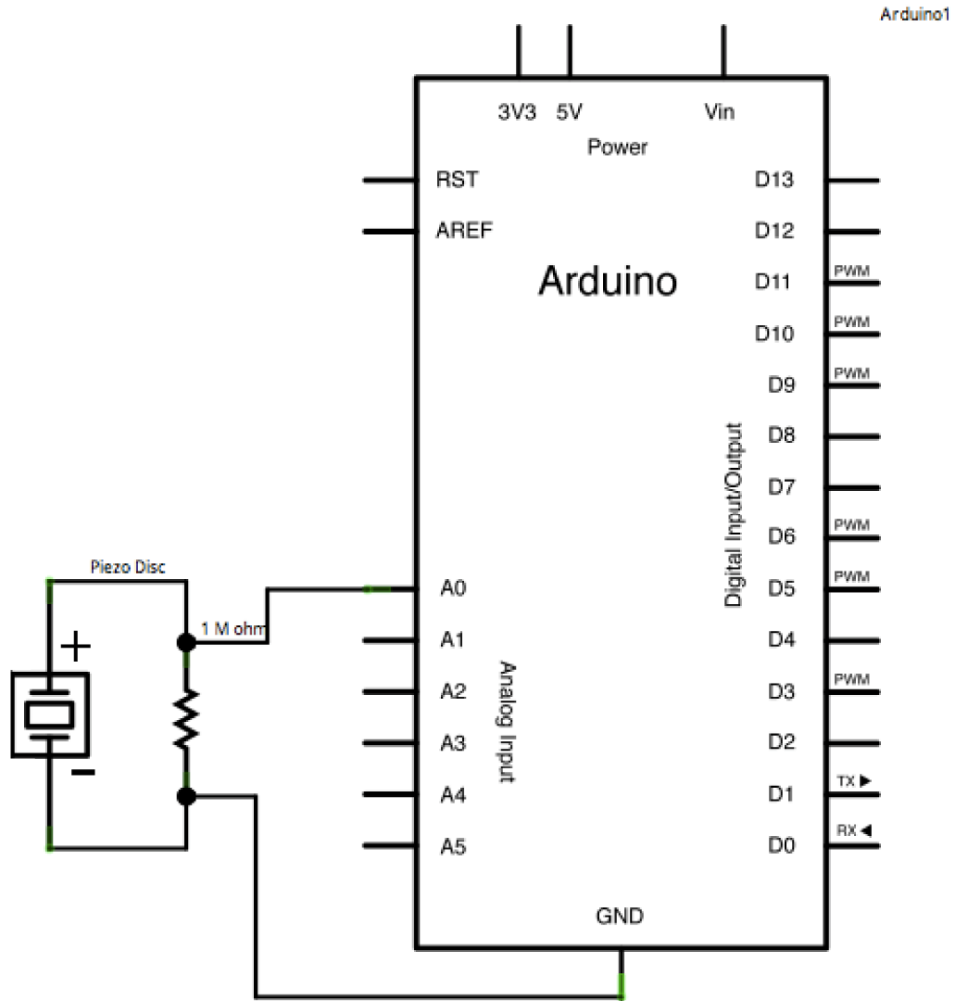 Arduino1
3V3 5V Vin
Power
RST D13
AREF D12
Arduino
D11 PWM
D10 PWM
D9 PWM
D8
D7
D6 PWM
Digital Input/Output
Piezo Disc
A0 D5 PWM
+ 1 M ohm
A1 D4
A2 D3 PWM
Analog Input
A3 D2
-
A4 D1 TX ▶
A5 D0 RX ◀
GND